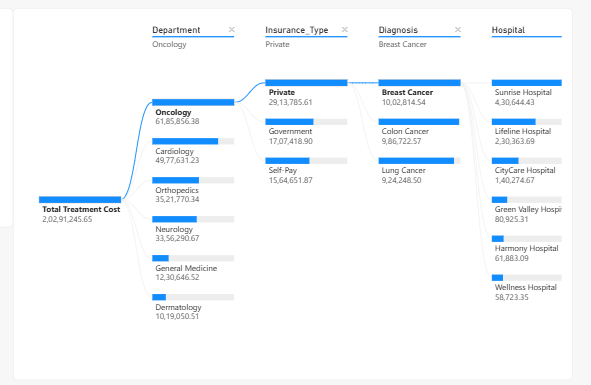 Department ×
Oncology
Insurance_Type ×
Private
Diagnosis ×
Breast Cancer
Hospital
Total Treatment Cost
2,02,91,245.65
Oncology
61,85,856.38
Cardiology
49,77,631.23
Orthopedics
35,21,770.34
Neurology
33,56,290.67
General Medicine
12,30,646.52
Dermatology
10,19,050.51
Private
29,13,785.61
Government
17,07,418.90
Self-Pay
15,64,651.87
Breast Cancer
10,02,814.54
Colon Cancer
9,86,722.57
Lung Cancer
9,24,248.50
Sunrise Hospital
4,30,644.43
Lifeline Hospital
2,30,363.69
CityCare Hospital
1,40,274.67
Green Valley Hospi
80,925.31
Harmony Hospital
61,883.09
Wellness Hospital
58,723.35